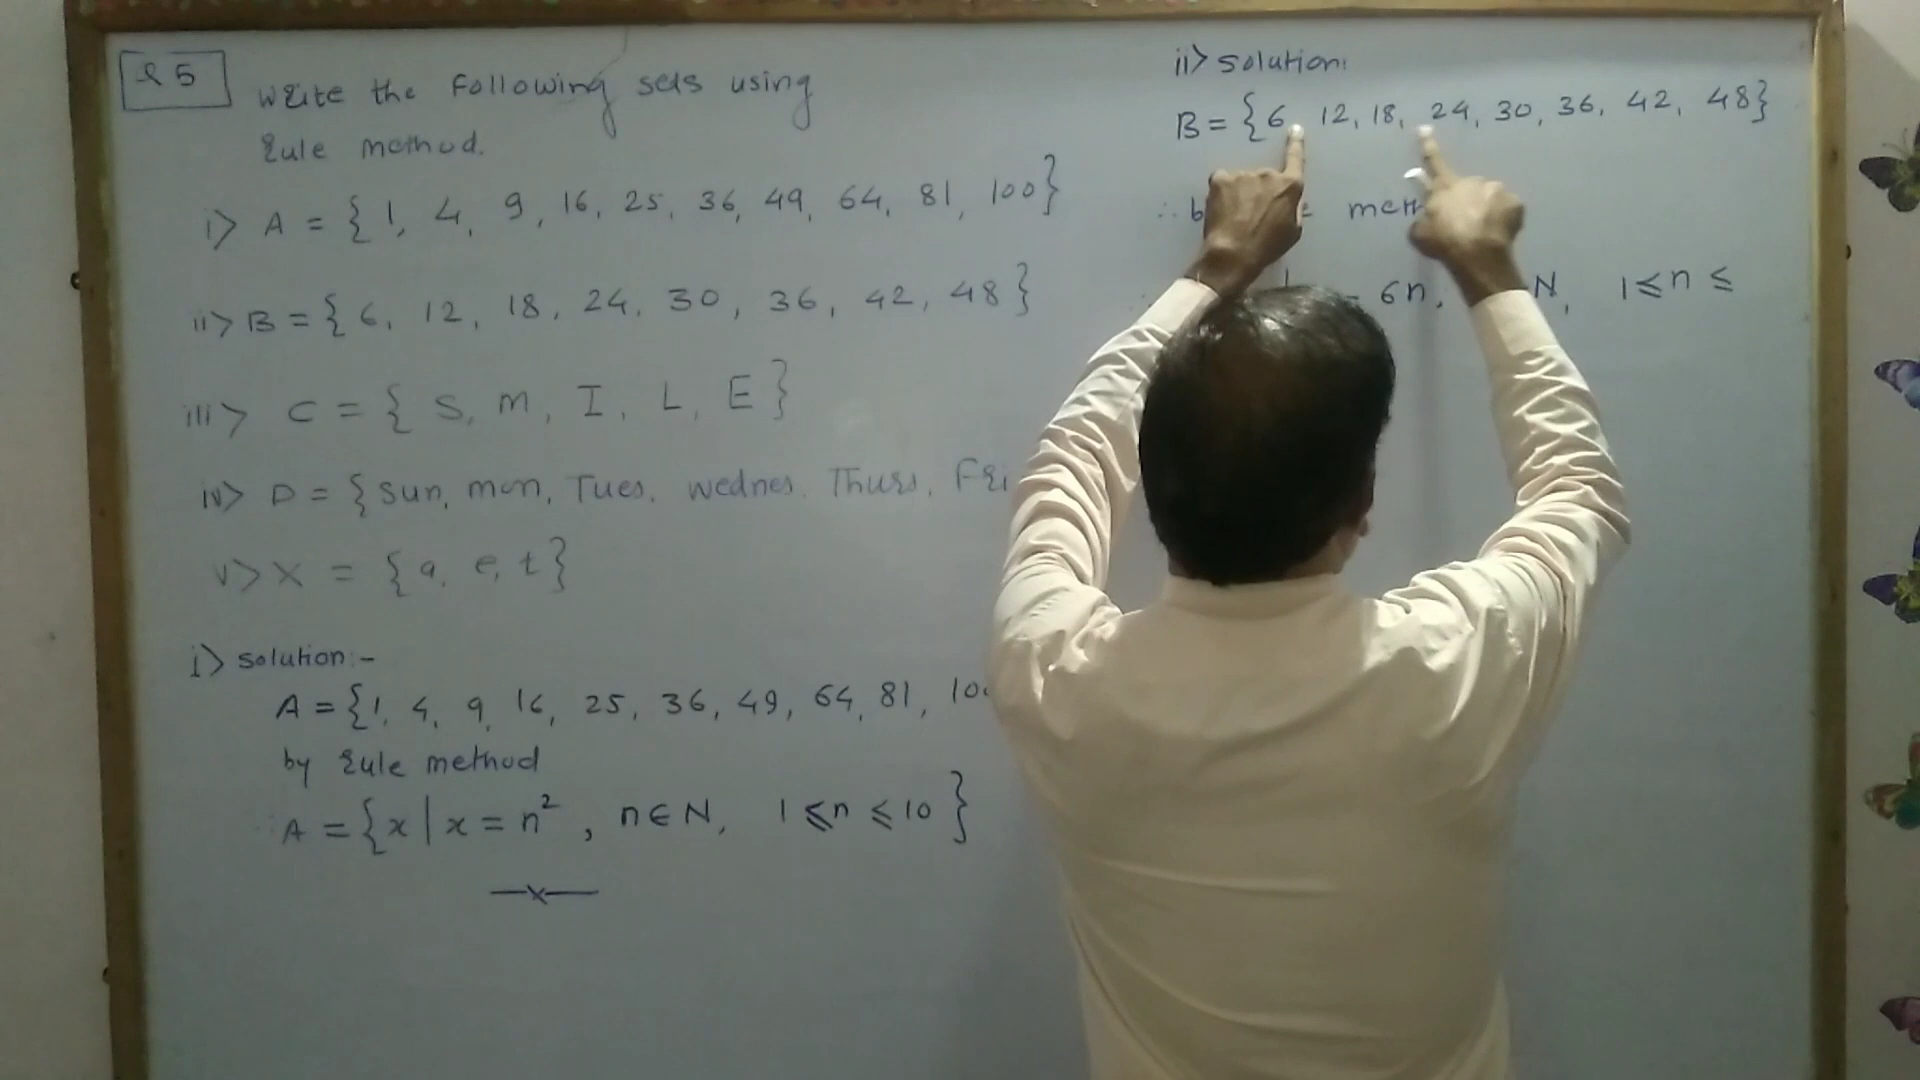 Q 5
Write the following sets using
Rule method.
i> A = { 1, 4, 9, 16, 25, 36, 49, 64, 81, 100}
ii> B = { 6, 12, 18, 24, 30, 36, 42, 48 }
iii> C = { S, M, I, L, E }
iv> D = { Sun, mon, Tues, wednes, Thurs, Fri
v> X = { a, e, t }
i> solution:-
A = {1, 4, 9, 16, 25, 36, 49, 64, 81, 10
by Rule method
∴ A = { x | x = n², n ∈ N, 1 ≤ n ≤ 10 }
—x—
ii> solution:
B = { 6, 12, 18, 24, 30, 36, 42, 48}
∴ b meth
6n, N, 1 ≤ n ≤